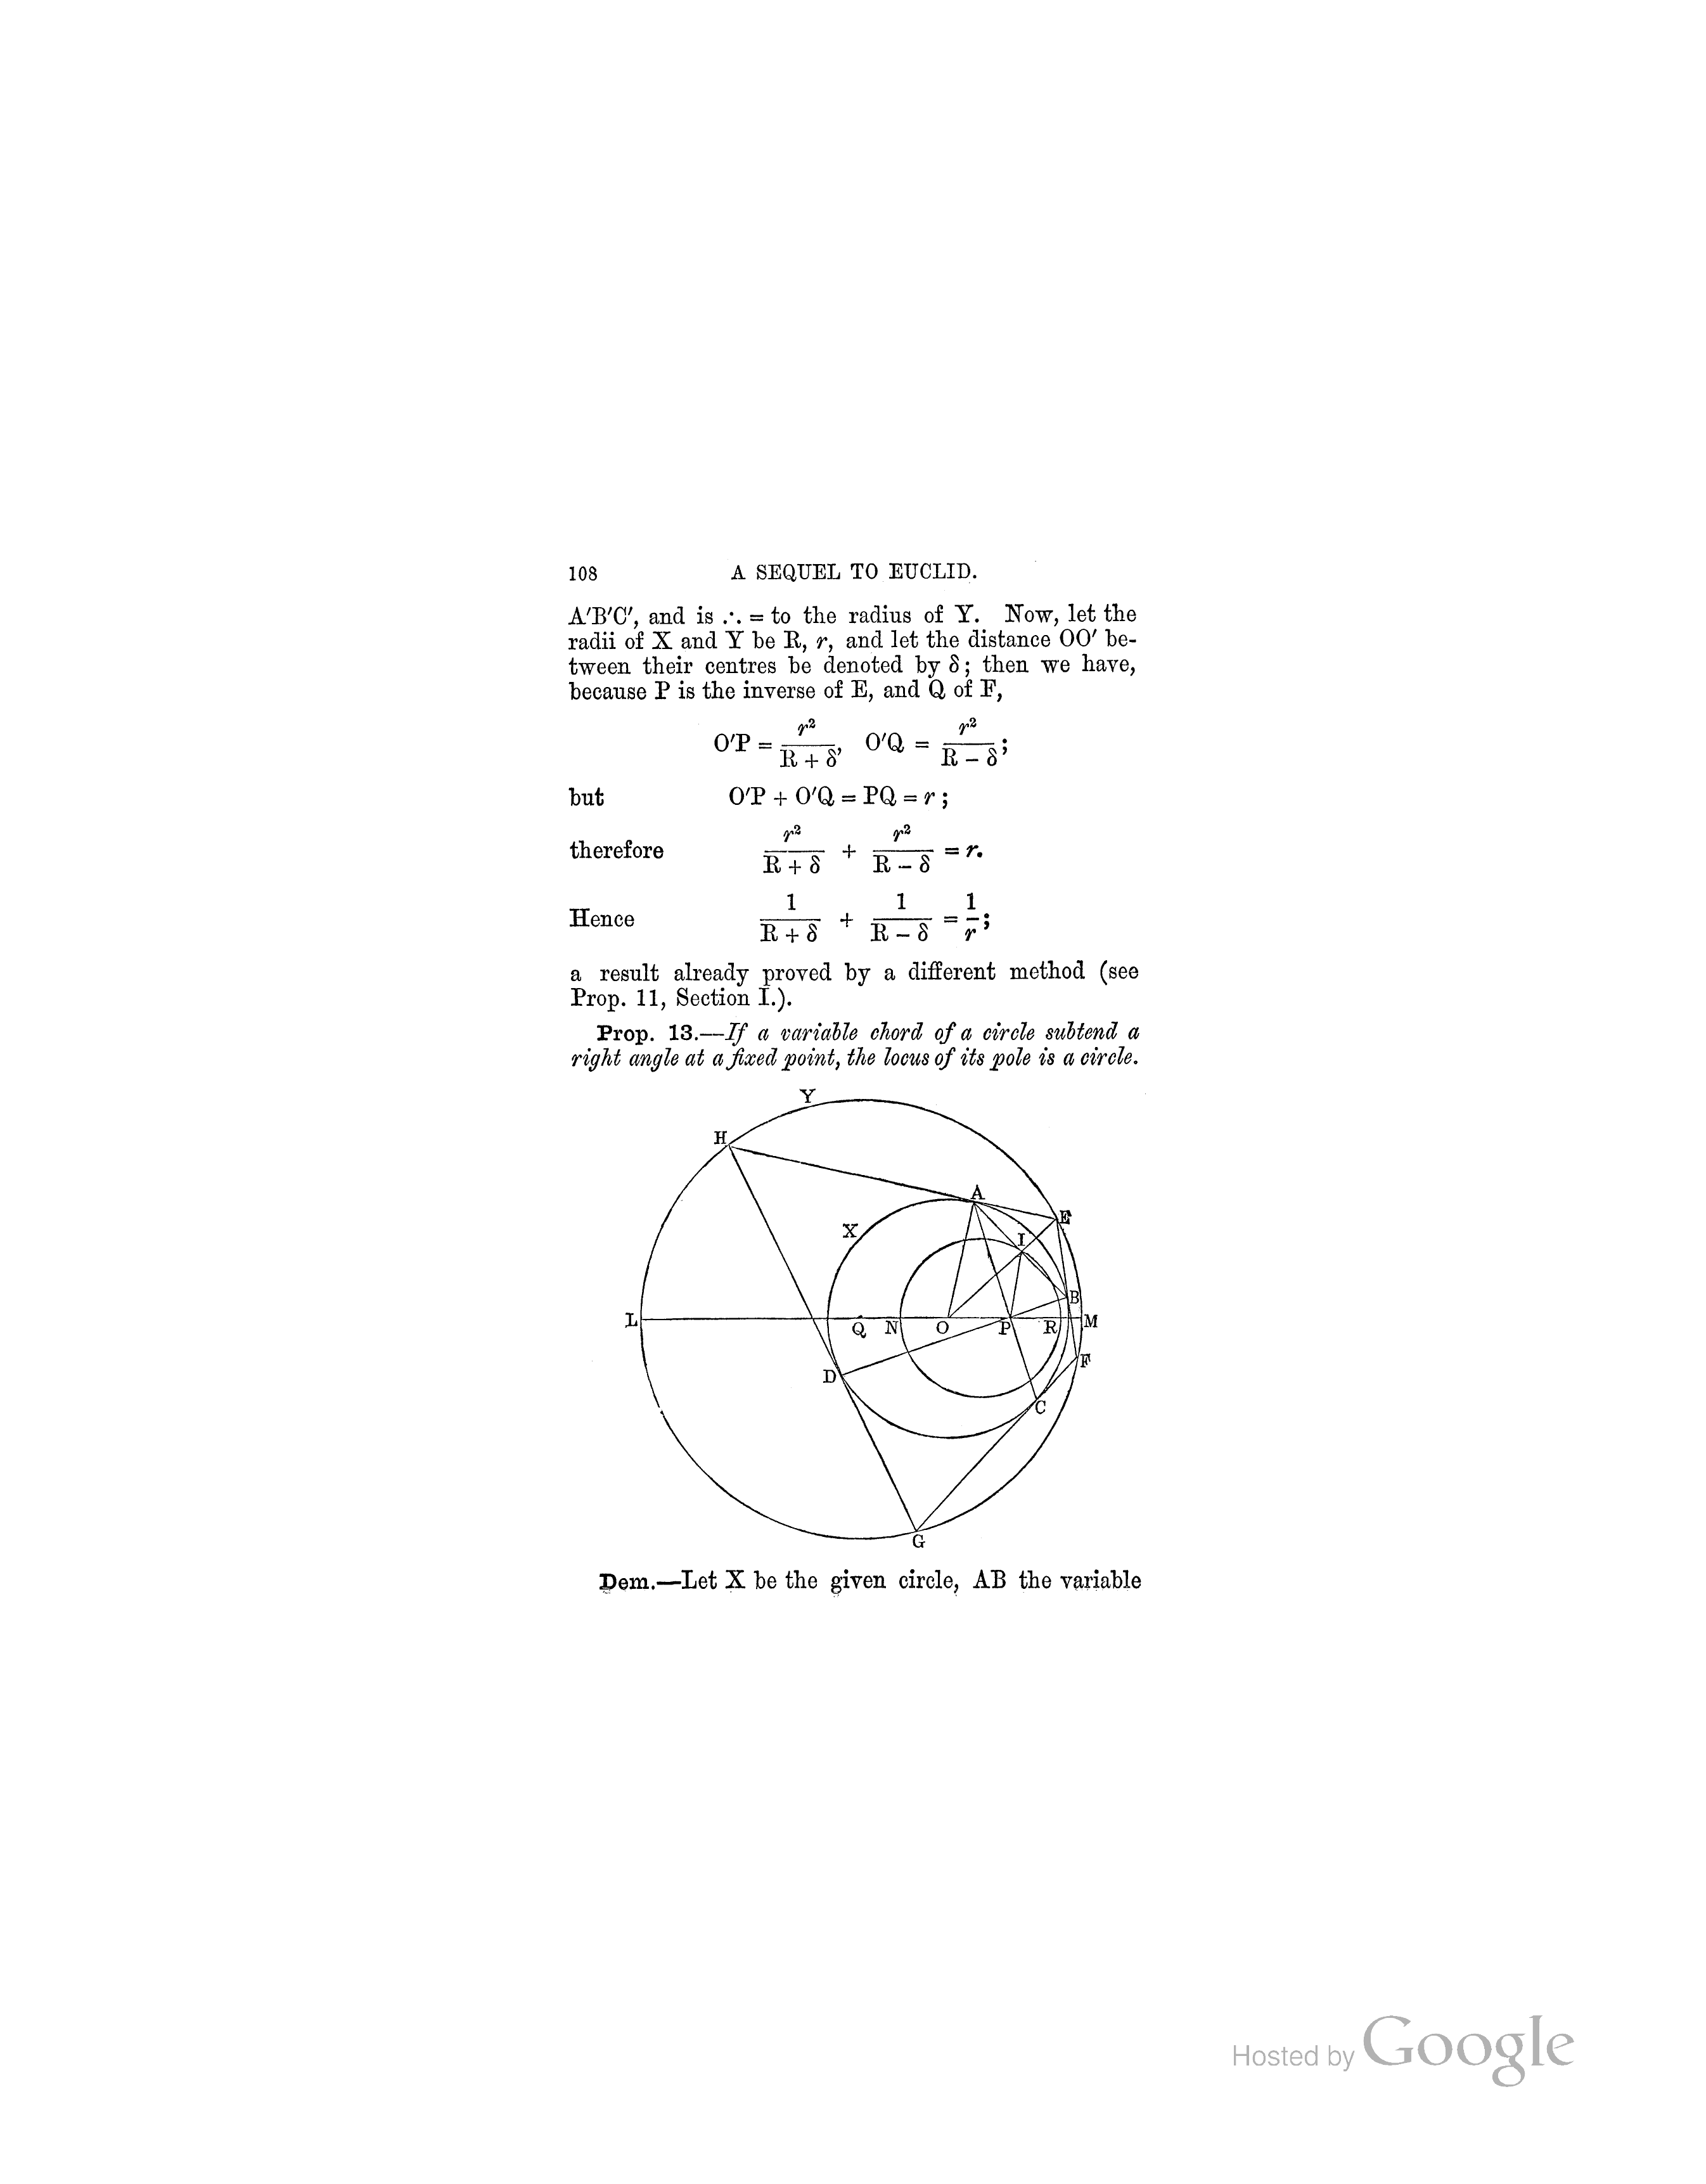 108 A SEQUEL TO EUCLID.
A′B′C′, and is ∴ = to the radius of Y. Now, let the
radii of X and Y be R, r, and let the distance OO′ be-
tween their centres be denoted by δ; then we have,
because P is the inverse of E, and Q of F,
O′P = r²/(R + δ), O′Q = r²/(R − δ);
but O′P + O′Q = PQ = r;
therefore r²/(R + δ) + r²/(R − δ) = r.
Hence 1/(R + δ) + 1/(R − δ) = 1/r;
a result already proved by a different method (see
Prop. 11, Section I.).
Prop. 13.—If a variable chord of a circle subtend a
right angle at a fixed point, the locus of its pole is a circle.
Y
H
A
E
X
I
B
L Q N O P R M
F
D
C
G
Dem.—Let X be the given circle, AB the variable
Hosted by Google